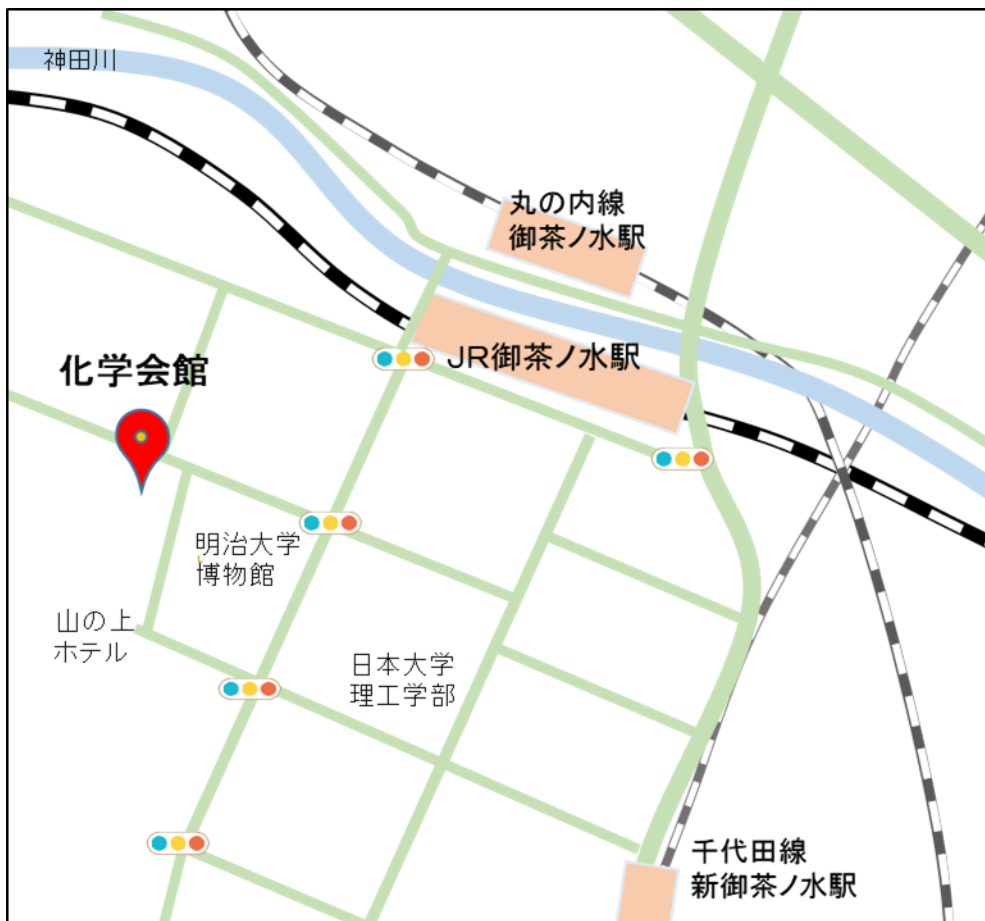 神田川
丸の内線
御茶ノ水駅
JR御茶ノ水駅
化学会館
明治大学
博物館
山の上
ホテル
日本大学
理工学部
千代田線
新御茶ノ水駅